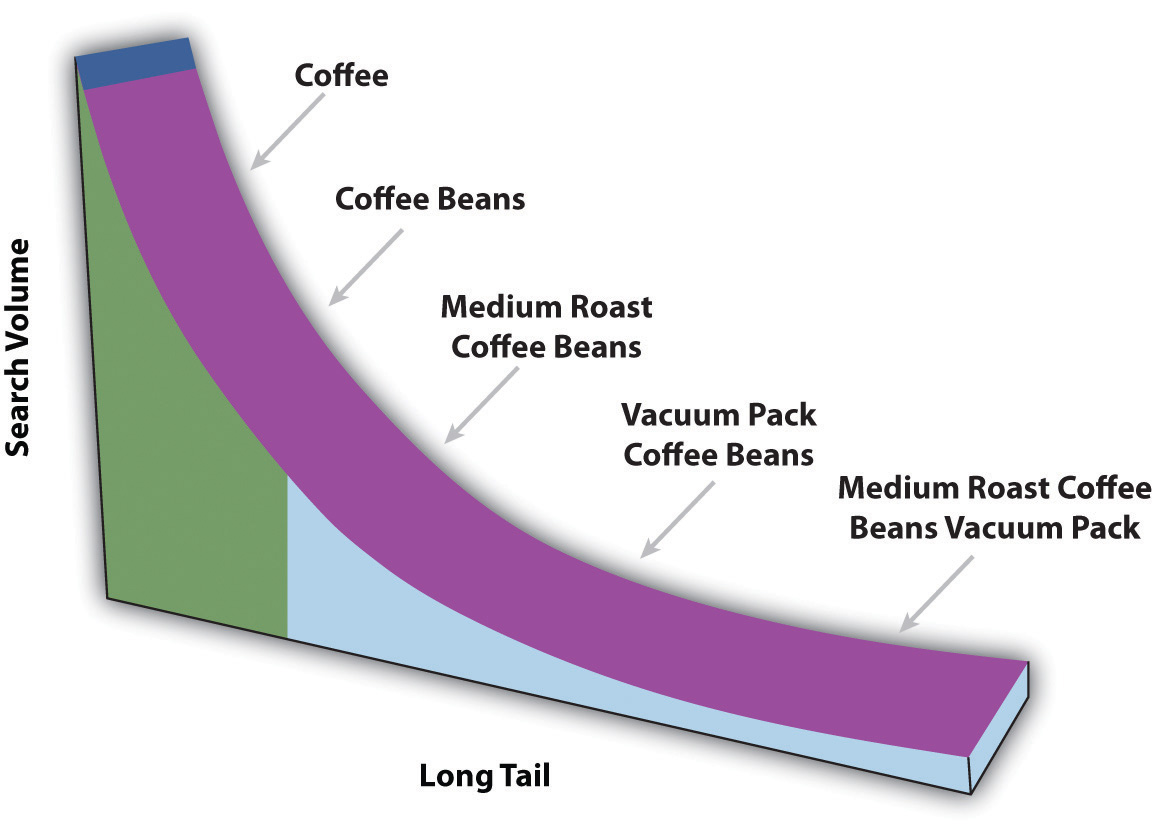 Coffee
Coffee Beans
Medium Roast
Coffee Beans
Vacuum Pack
Coffee Beans
Medium Roast Coffee
Beans Vacuum Pack
Search Volume
Long Tail